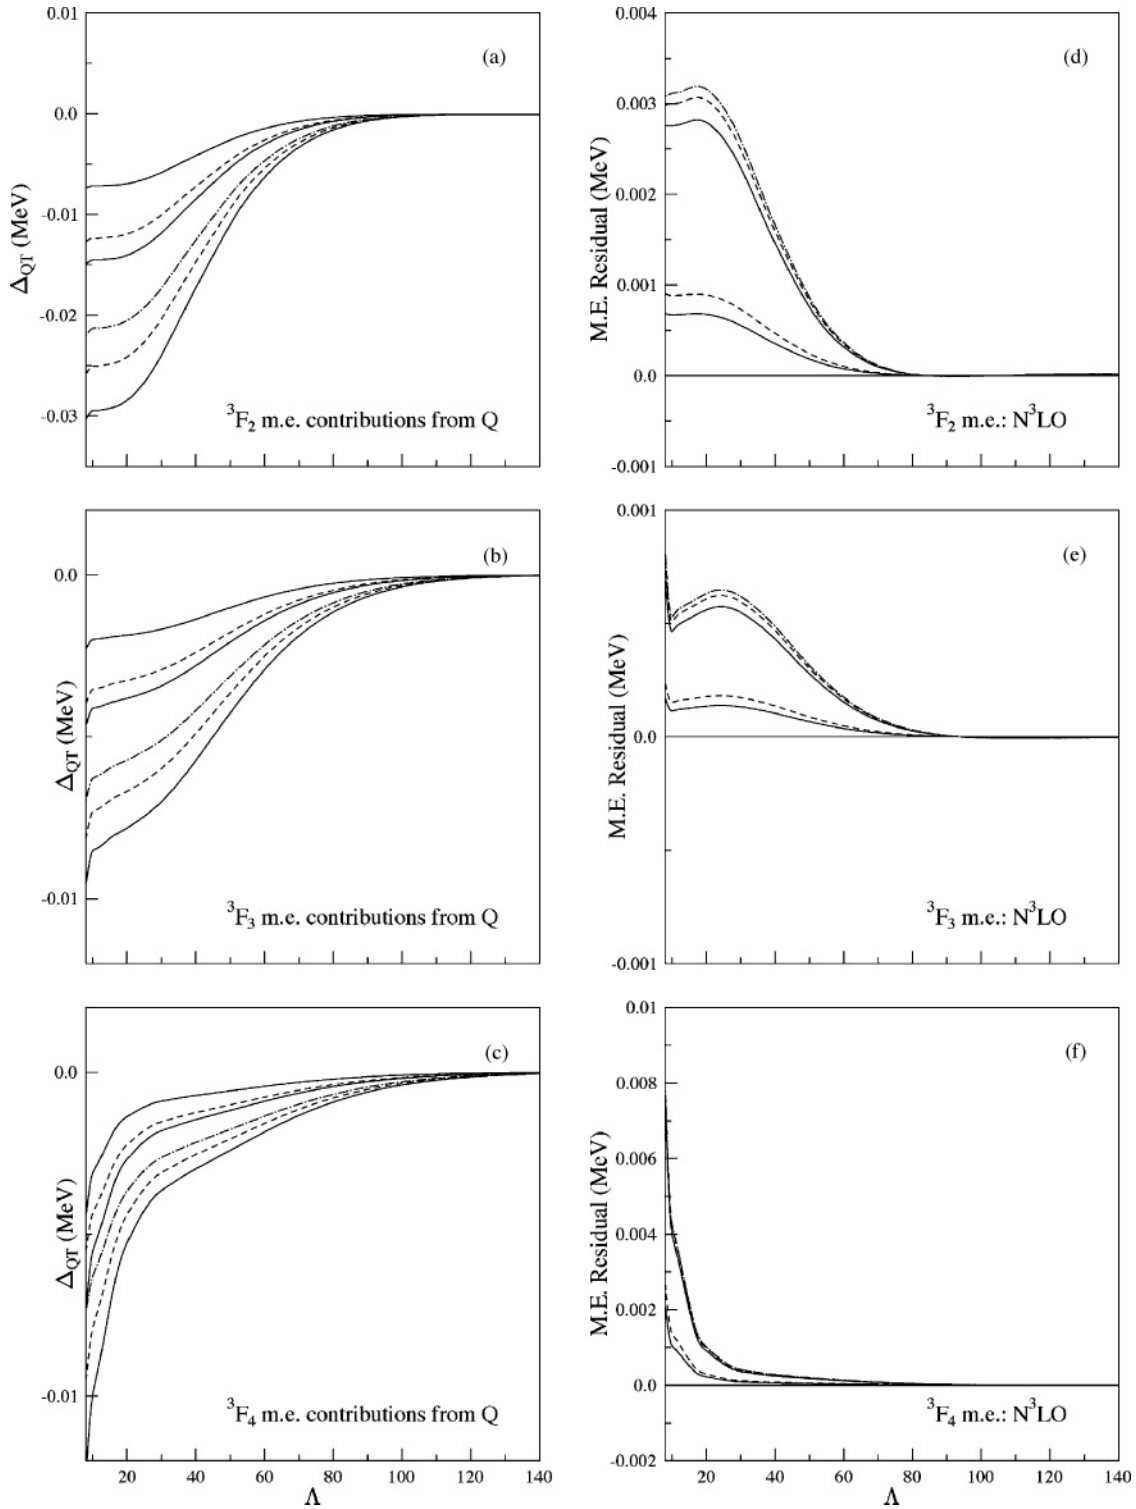 0.01
0.0
-0.01
-0.02
-0.03
Δ_QT (MeV)
(a)
³F₂ m.e. contributions from Q
0.004
0.003
0.002
0.001
0.0
-0.001
M.E. Residual (MeV)
(d)
³F₂ m.e.: N³LO
0.0
-0.01
Δ_QT (MeV)
(b)
³F₃ m.e. contributions from Q
0.001
0.0
-0.001
M.E. Residual (MeV)
(e)
³F₃ m.e.: N³LO
0.0
-0.01
Δ_QT (MeV)
(c)
³F₄ m.e. contributions from Q
20 40 60 80 100 120 140
Λ
0.01
0.008
0.006
0.004
0.002
0.0
-0.002
M.E. Residual (MeV)
(f)
³F₄ m.e.: N³LO
20 40 60 80 100 120 140
Λ